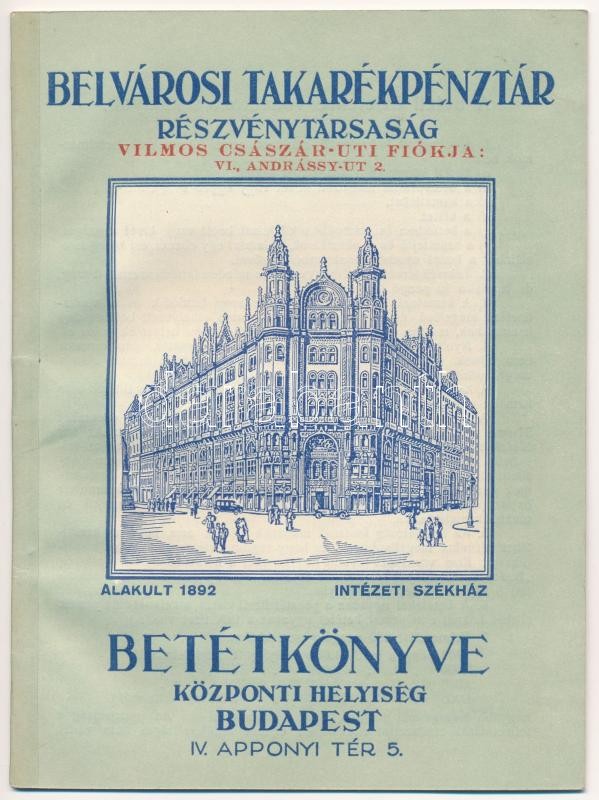 BELVÁROSI TAKARÉKPÉNZTÁR
RÉSZVÉNYTÁRSASÁG
VILMOS CSÁSZÁR-UTI FIÓKJA:
VI., ANDRÁSSY-UT 2.
ALAKULT 1892 INTÉZETI SZÉKHÁZ
BETÉTKÖNYVE
KÖZPONTI HELYISÉG
BUDAPEST
IV. APPONYI TÉR 5.